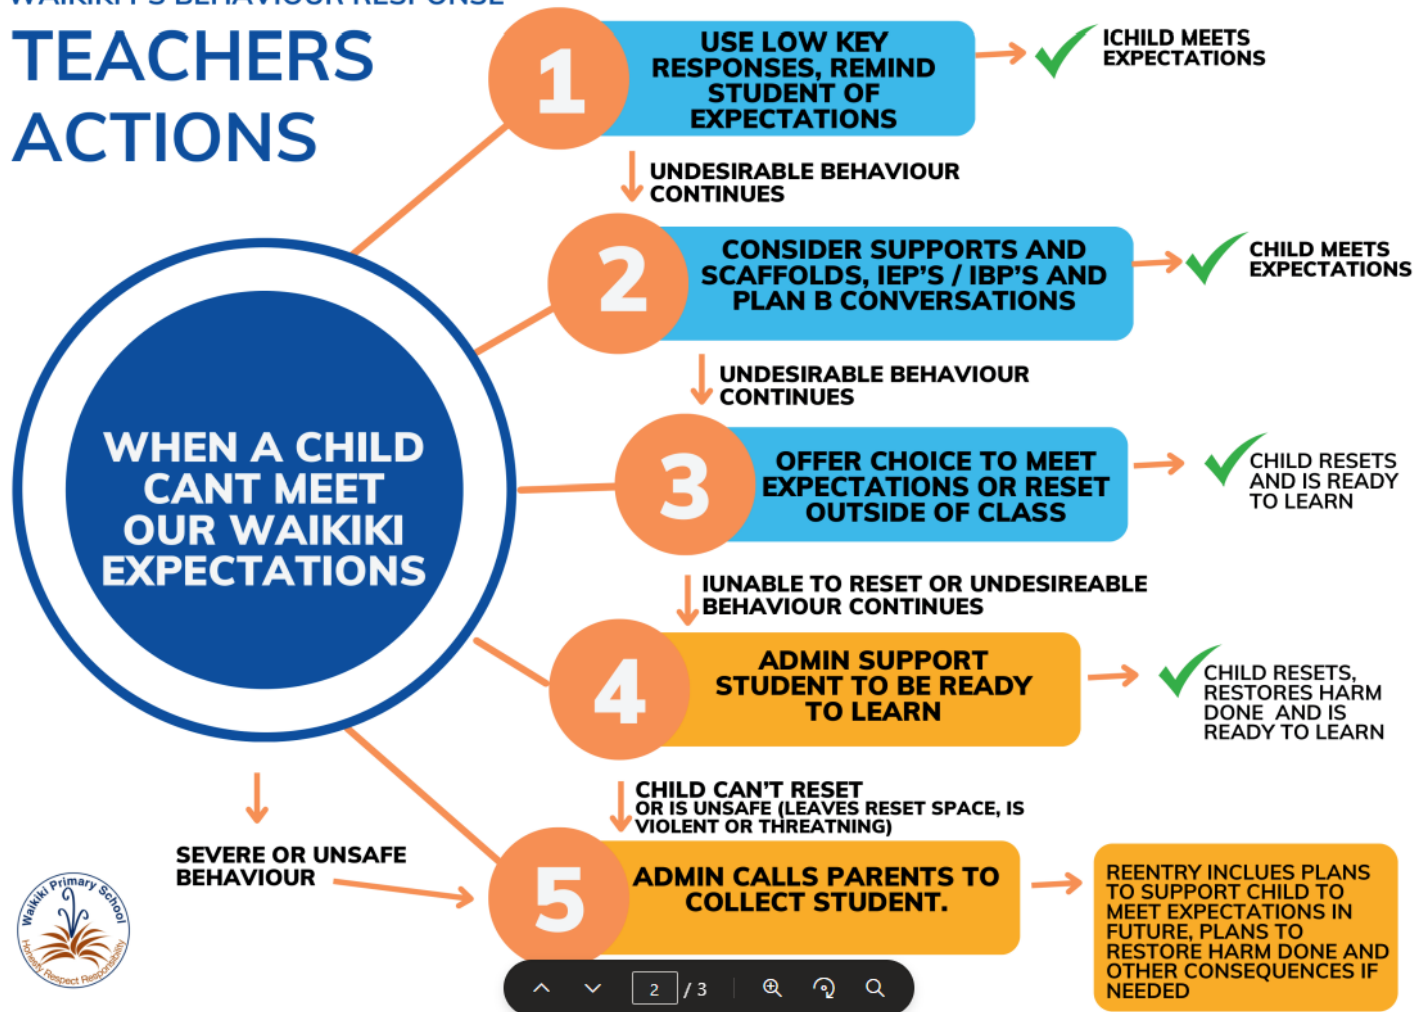 WAIKIKI PS BEHAVIOUR RESPONSE
TEACHERS
ACTIONS
1
USE LOW KEY
RESPONSES, REMIND
STUDENT OF
EXPECTATIONS
ICHILD MEETS
EXPECTATIONS
UNDESIRABLE BEHAVIOUR
CONTINUES
2
CONSIDER SUPPORTS AND
SCAFFOLDS, IEP'S / IBP'S AND
PLAN B CONVERSATIONS
CHILD MEETS
EXPECTATIONS
UNDESIRABLE BEHAVIOUR
CONTINUES
WHEN A CHILD
CANT MEET
OUR WAIKIKI
EXPECTATIONS
3
OFFER CHOICE TO MEET
EXPECTATIONS OR RESET
OUTSIDE OF CLASS
CHILD RESETS
AND IS READY
TO LEARN
IUNABLE TO RESET OR UNDESIREABLE
BEHAVIOUR CONTINUES
4
ADMIN SUPPORT
STUDENT TO BE READY
TO LEARN
CHILD RESETS,
RESTORES HARM
DONE AND IS
READY TO LEARN
CHILD CAN'T RESET
OR IS UNSAFE (LEAVES RESET SPACE, IS
VIOLENT OR THREATNING)
SEVERE OR UNSAFE
BEHAVIOUR
5
ADMIN CALLS PARENTS TO
COLLECT STUDENT.
REENTRY INCLUES PLANS
TO SUPPORT CHILD TO
MEET EXPECTATIONS IN
FUTURE, PLANS TO
RESTORE HARM DONE AND
OTHER CONSEQUENCES IF
NEEDED
Waikiki Primary School
Honesty Respect Responsibility
2 / 3